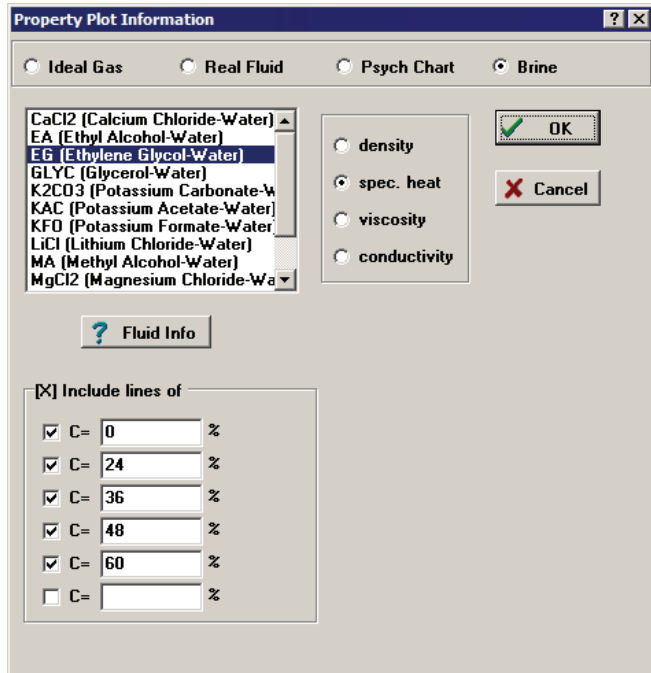 Property Plot Information
Ideal Gas Real Fluid Psych Chart Brine
CaCl2 (Calcium Chloride-Water)
EA (Ethyl Alcohol-Water)
EG (Ethylene Glycol-Water)
GLYC (Glycerol-Water)
K2CO3 (Potassium Carbonate-W
KAC (Potassium Acetate-Water)
KFO (Potassium Formate-Water)
LiCl (Lithium Chloride-Water)
MA (Methyl Alcohol-Water)
MgCl2 (Magnesium Chloride-Wa
density
spec. heat
viscosity
conductivity
OK
Cancel
? Fluid Info
[X] Include lines of
C= 0 %
C= 24 %
C= 36 %
C= 48 %
C= 60 %
C= %